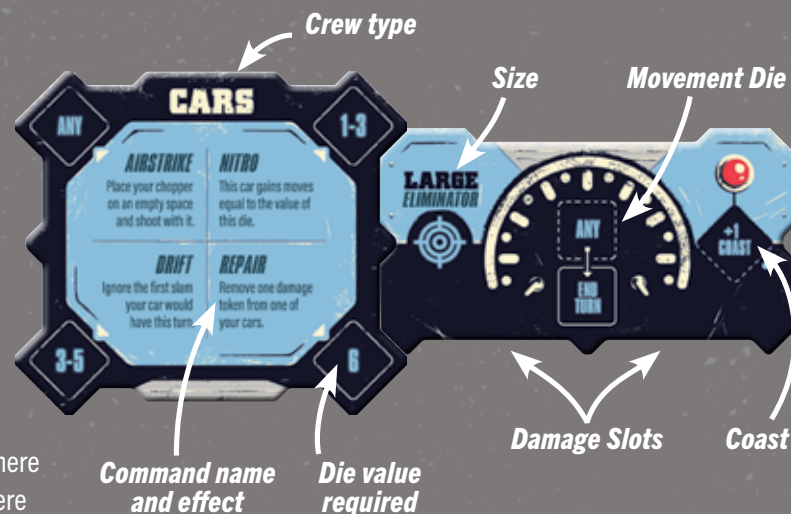 Crew type
Size
Movement Die
CARS
ANY
1-3
AIRSTRIKE
Place your chopper
on an empty space
and shoot with it.
NITRO
This car gains moves
equal to the value of
this die.
DRIFT
Ignore the first slam
your car would
have this turn.
REPAIR
Remove one damage
token from one of
your cars.
3-5
6
LARGE
ELIMINATOR
ANY
END
TURN
+1
COAST
Damage Slots
Coast
Command name
and effect
Die value
required
here
ere